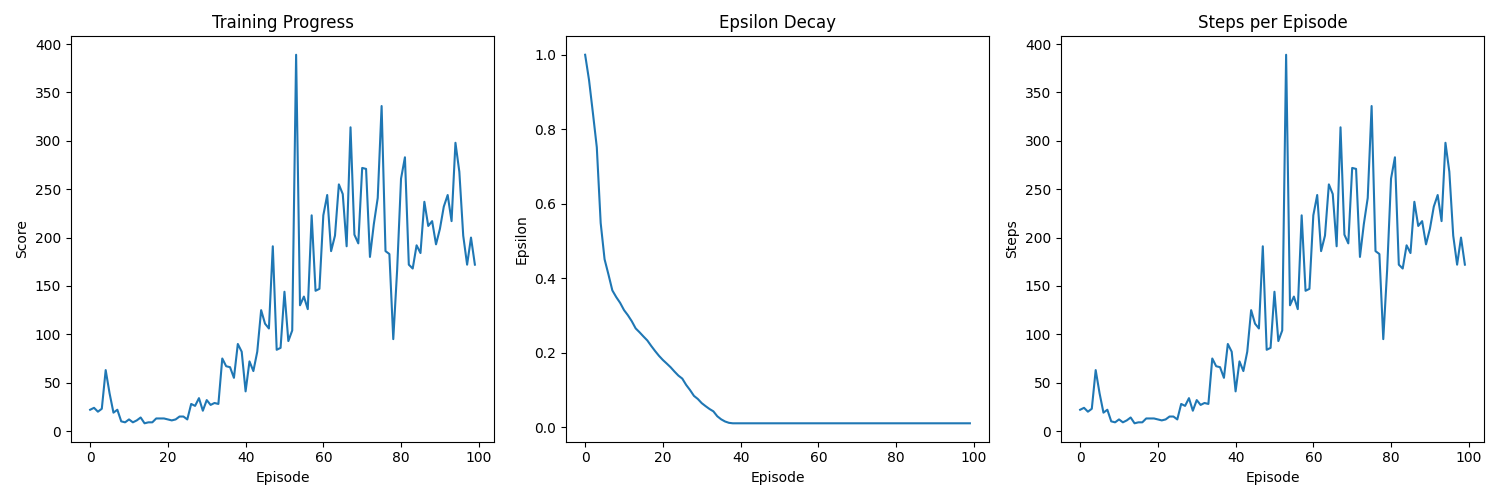 Training Progress
Score
400
350
300
250
200
150
100
50
0
0 20 40 60 80 100
Episode
Epsilon Decay
Epsilon
1.0
0.8
0.6
0.4
0.2
0.0
0 20 40 60 80 100
Episode
Steps per Episode
Steps
400
350
300
250
200
150
100
50
0
0 20 40 60 80 100
Episode